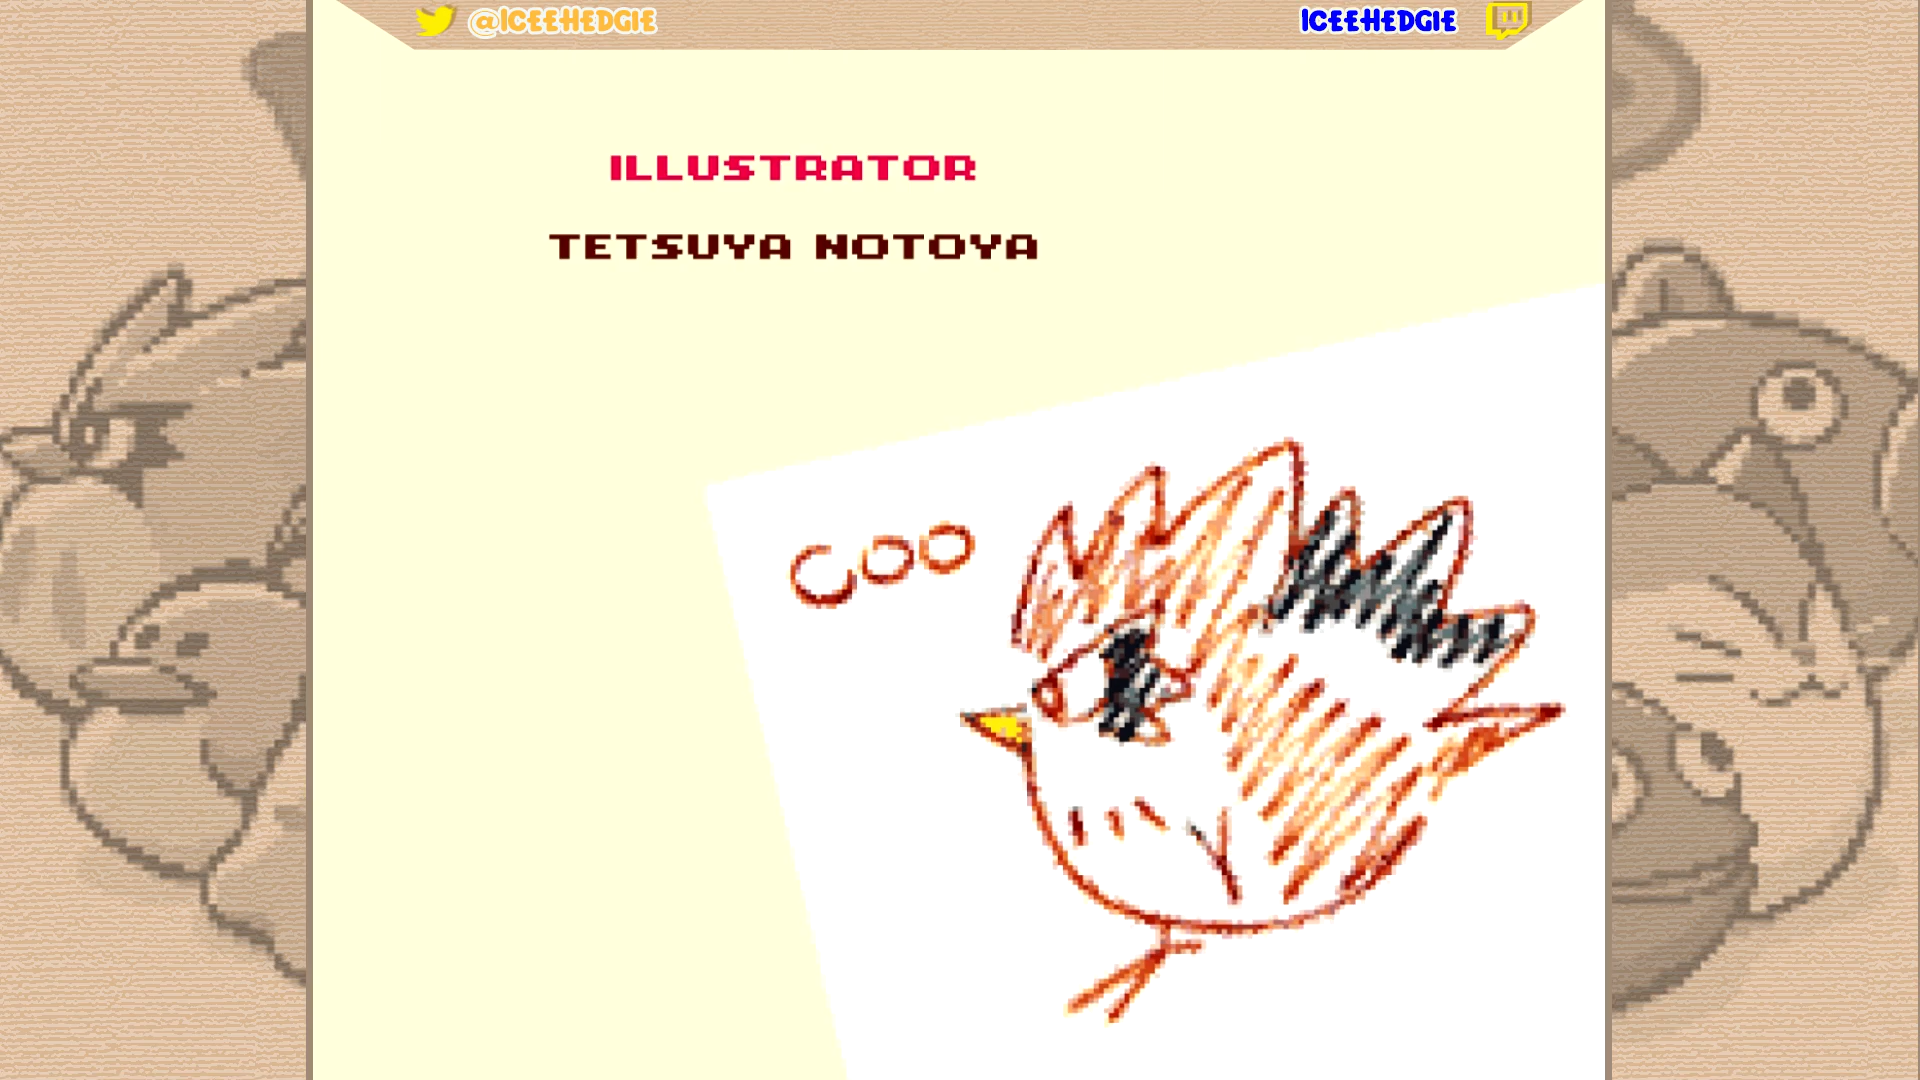 @ICEEHEDGIE
ICEEHEDGIE
ILLUSTRATOR
TETSUYA NOTOYA
COO